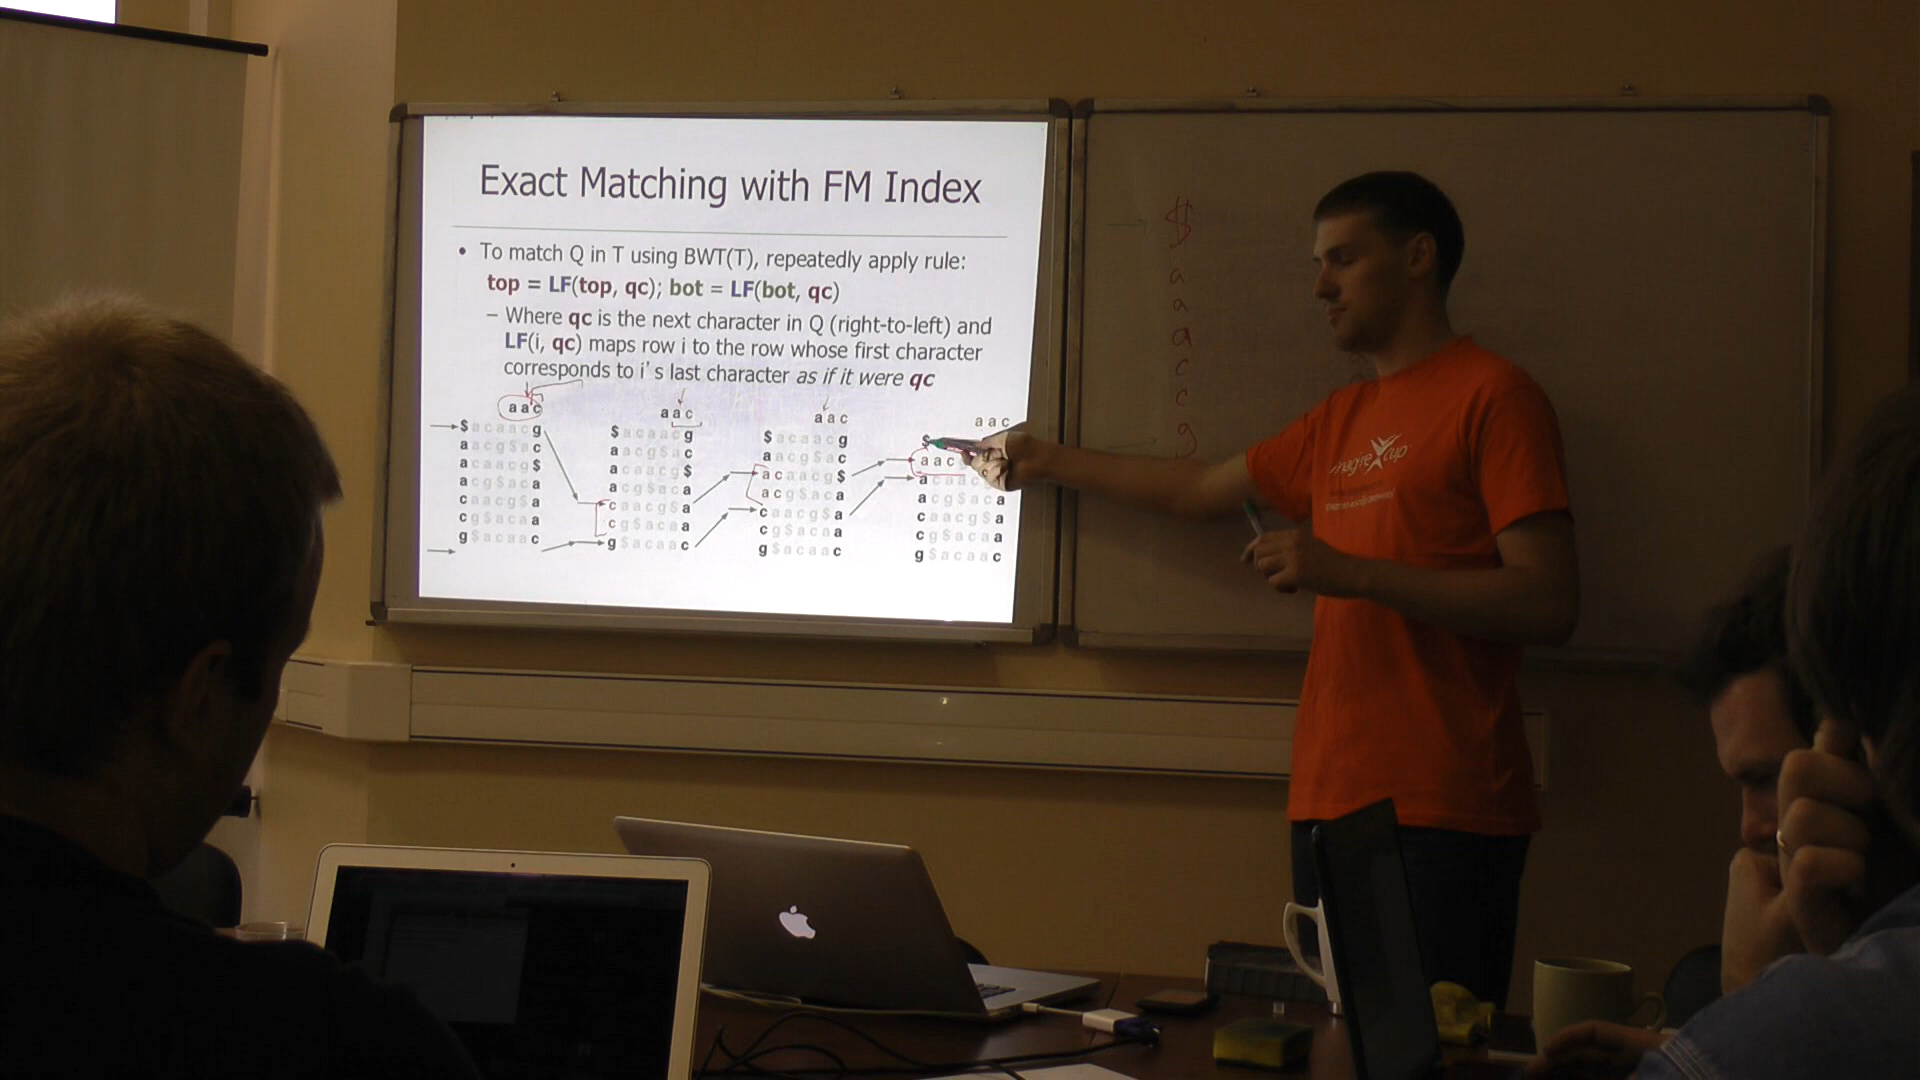 Exact Matching with FM Index
• To match Q in T using BWT(T), repeatedly apply rule:
top = LF(top, qc); bot = LF(bot, qc)
– Where qc is the next character in Q (right-to-left) and
LF(i, qc) maps row i to the row whose first character
corresponds to i's last character as if it were qc
aac
$acaacg
aacg$ac
acaacg$
acg$aca
caacg$a
cg$acaa
g$acaac
aac
$acaacg
aacg$ac
acaacg$
acg$aca
caacg$a
cg$acaa
g$acaac
aac
$acaacg
aacg$ac
acaacg$
acg$aca
caacg$a
cg$acaa
g$acaac
aac
$
aac
acaac
acg$aca
caacg$a
cg$acaa
g$acaac
$
a
a
a
c
c
g